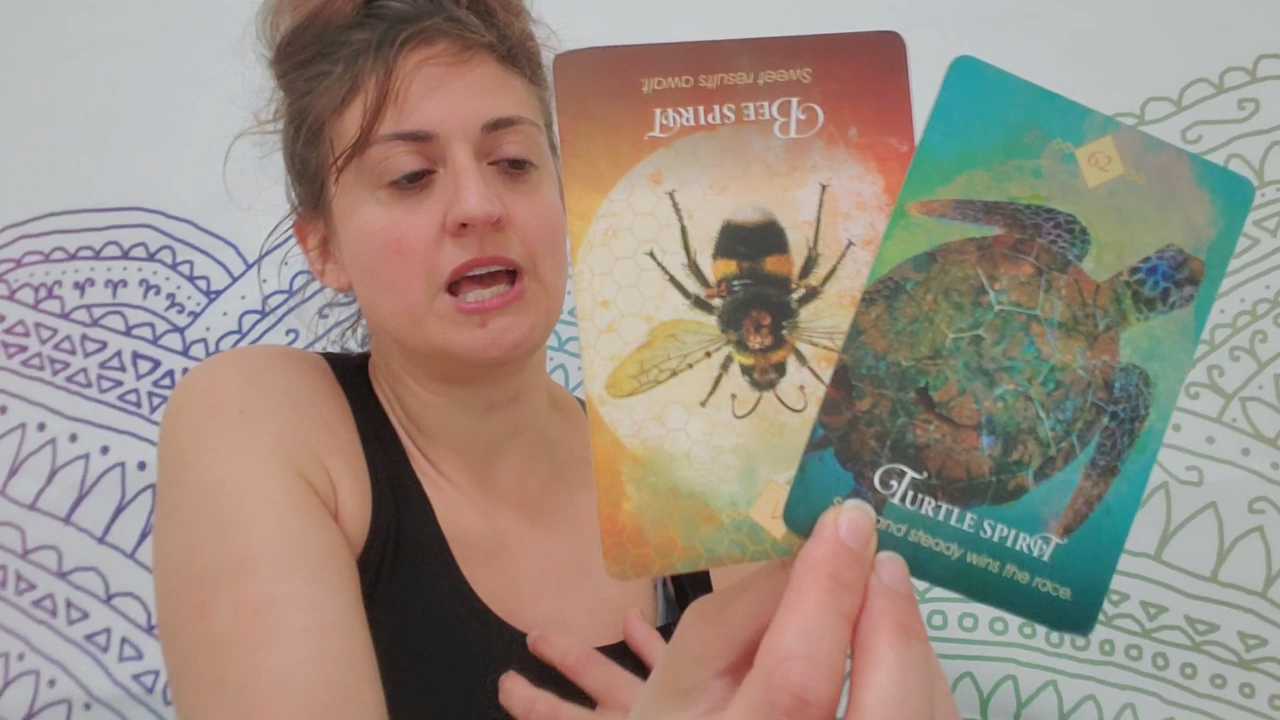 BEE SPIRIT
Sweet results await.
TURTLE SPIRIT
and steady wins the race.